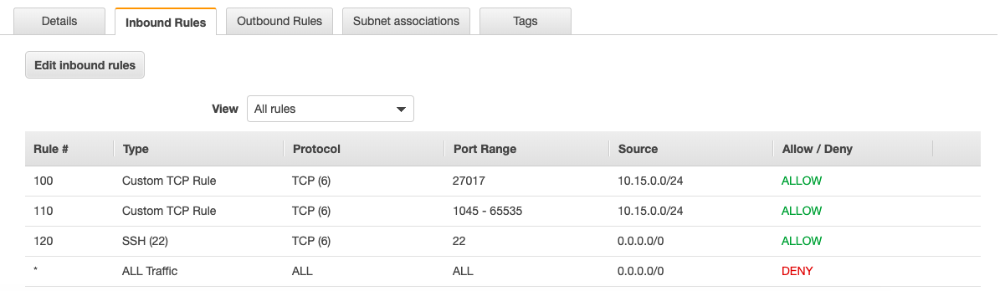 Details Inbound Rules Outbound Rules Subnet associations Tags
Edit inbound rules
View All rules
Rule # Type Protocol Port Range Source Allow / Deny
100 Custom TCP Rule TCP (6) 27017 10.15.0.0/24 ALLOW
110 Custom TCP Rule TCP (6) 1045 - 65535 10.15.0.0/24 ALLOW
120 SSH (22) TCP (6) 22 0.0.0.0/0 ALLOW
* ALL Traffic ALL ALL 0.0.0.0/0 DENY